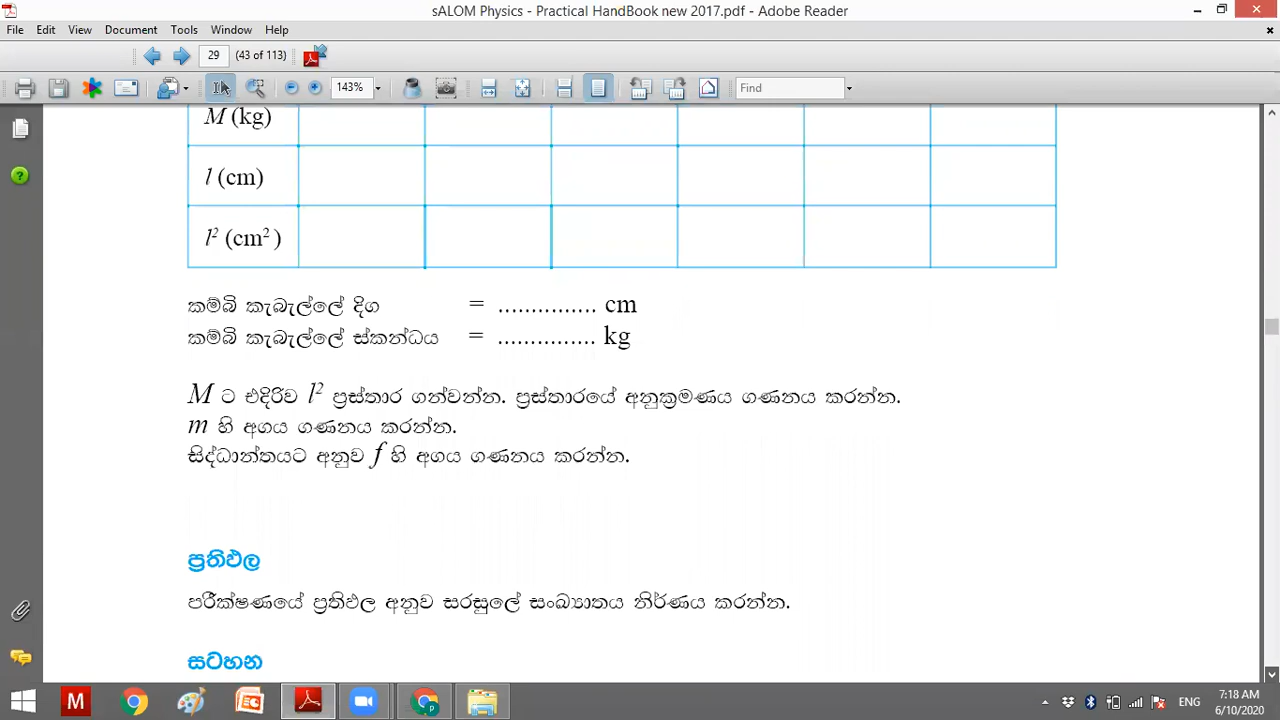 sALOM Physics - Practical HandBook new 2017.pdf - Adobe Reader
File Edit View Document Tools Window Help
29 (43 of 113)
143% Find
M (kg)
l (cm)
l² (cm² )
කම්බි කැබැල්ලේ දිග = ............... cm
කම්බි කැබැල්ලේ ස්කන්ධය = ............... kg
M ට එදිරිව l² ප්‍රස්තාර ගන්වන්න. ප්‍රස්තාරයේ අනුක්‍රමණය ගණනය කරන්න.
m හි අගය ගණනය කරන්න.
සිද්ධාන්තයට අනුව f හි අගය ගණනය කරන්න.
ප්‍රතිඵල
පරීක්ෂණයේ ප්‍රතිඵල අනුව සරසුලේ සංඛ්‍යාතය නිර්ණය කරන්න.
සටහන
M
ENG
7:18 AM
6/10/2020